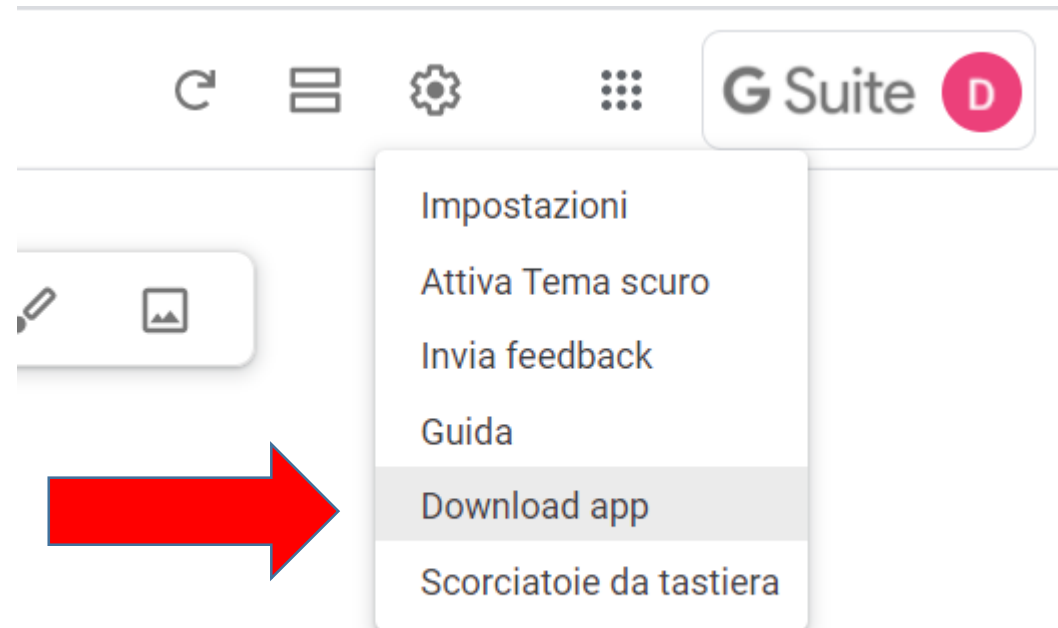 G Suite D
Impostazioni
Attiva Tema scuro
Invia feedback
Guida
Download app
Scorciatoie da tastiera